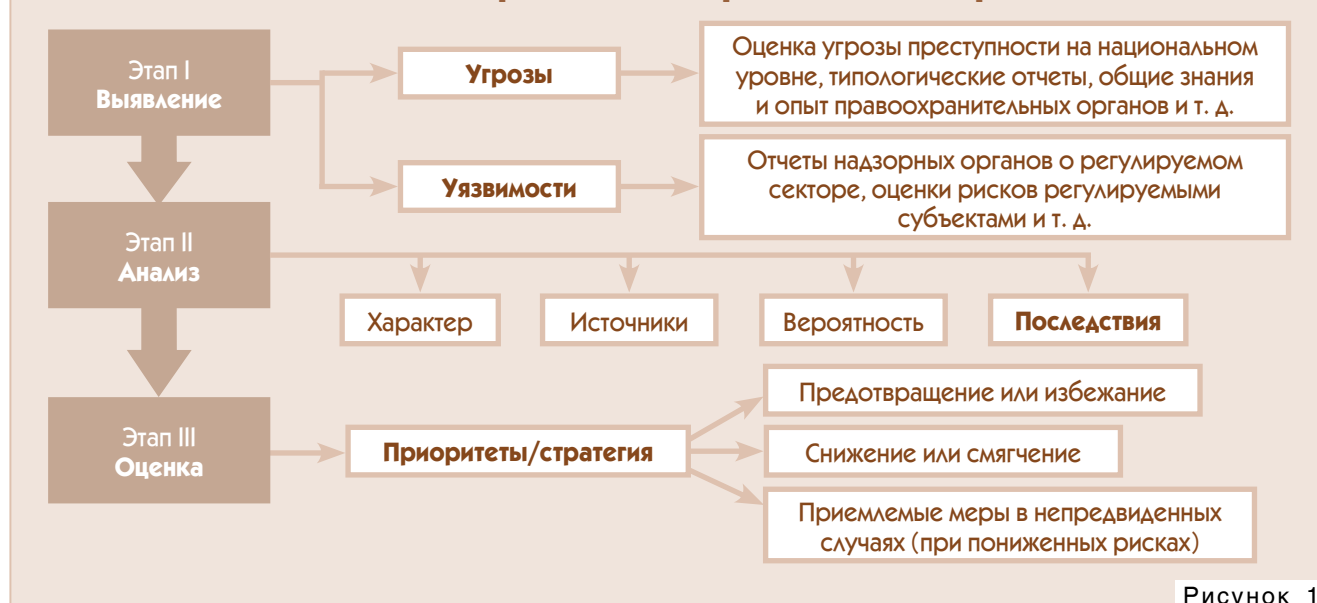 Этап I
Выявление
Угрозы
Оценка угрозы преступности на национальном
уровне, типологические отчеты, общие знания
и опыт правоохранительных органов и т. д.
Уязвимости
Отчеты надзорных органов о регулируемом
секторе, оценки рисков регулируемыми
субъектами и т. д.
Этап II
Анализ
Характер
Источники
Вероятность
Последствия
Этап III
Оценка
Приоритеты/стратегия
Предотвращение или избежание
Снижение или смягчение
Приемлемые меры в непредвиденных
случаях (при пониженных рисках)
Рисунок 1